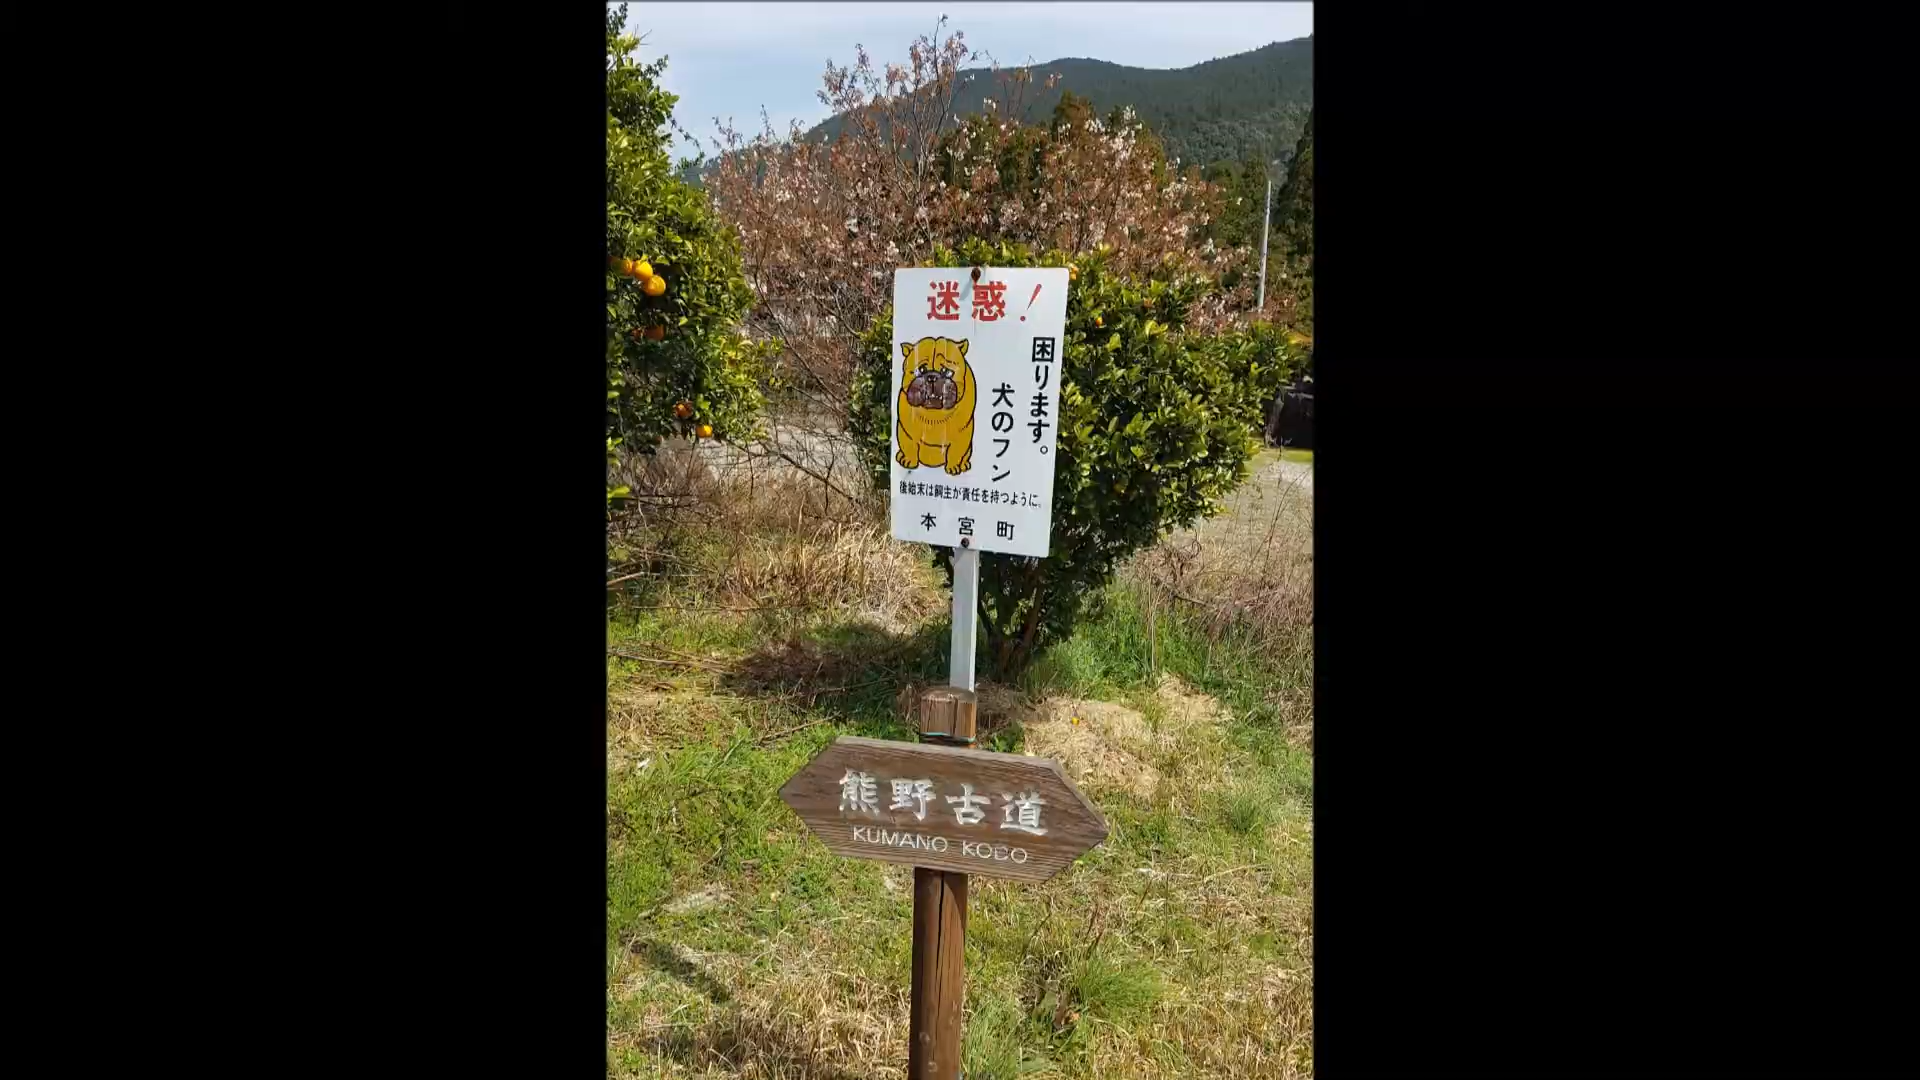 迷惑!
困ります。
犬のフン
後始末は飼主が責任を持つように。
本宮町
熊野古道
KUMANO KODO